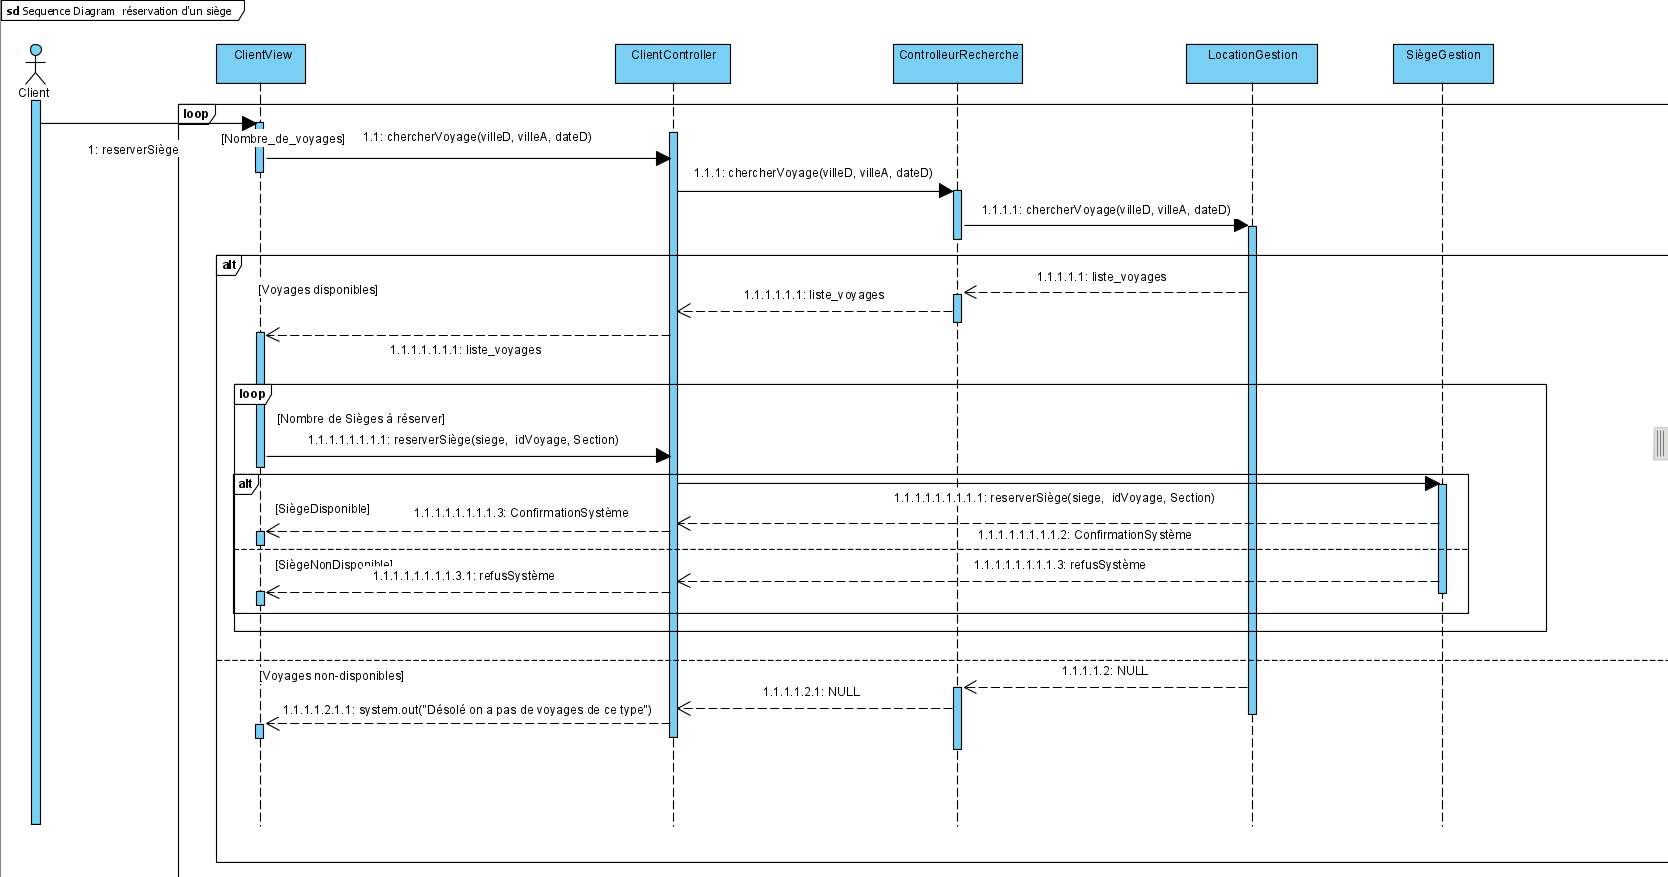 sd Sequence Diagram réservation d'un siège
ClientView
ClientController
ControlleurRecherche
LocationGestion
SiègeGestion
Client
loop
[Nombre_de_voyages]
1: reserverSiège
1.1: chercherVoyage(villeD, villeA, dateD)
1.1.1: chercherVoyage(villeD, villeA, dateD)
1.1.1.1: chercherVoyage(villeD, villeA, dateD)
alt
[Voyages disponibles]
1.1.1.1.1: liste_voyages
1.1.1.1.1.1: liste_voyages
1.1.1.1.1.1.1: liste_voyages
loop
[Nombre de Sièges à réserver]
1.1.1.1.1.1.1.1: reserverSiège(siege, idVoyage, Section)
alt
1.1.1.1.1.1.1.1.1: reserverSiège(siege, idVoyage, Section)
[SiègeDisponible]
1.1.1.1.1.1.1.1.3: ConfirmationSystème
1.1.1.1.1.1.1.1.2: ConfirmationSystème
[SiègeNonDisponible]
1.1.1.1.1.1.1.1.3: refusSystème
1.1.1.1.1.1.1.1.3.1: refusSystème
[Voyages non-disponibles]
1.1.1.1.2: NULL
1.1.1.1.2.1: NULL
1.1.1.1.2.1.1: system.out("Désolé on a pas de voyages de ce type")